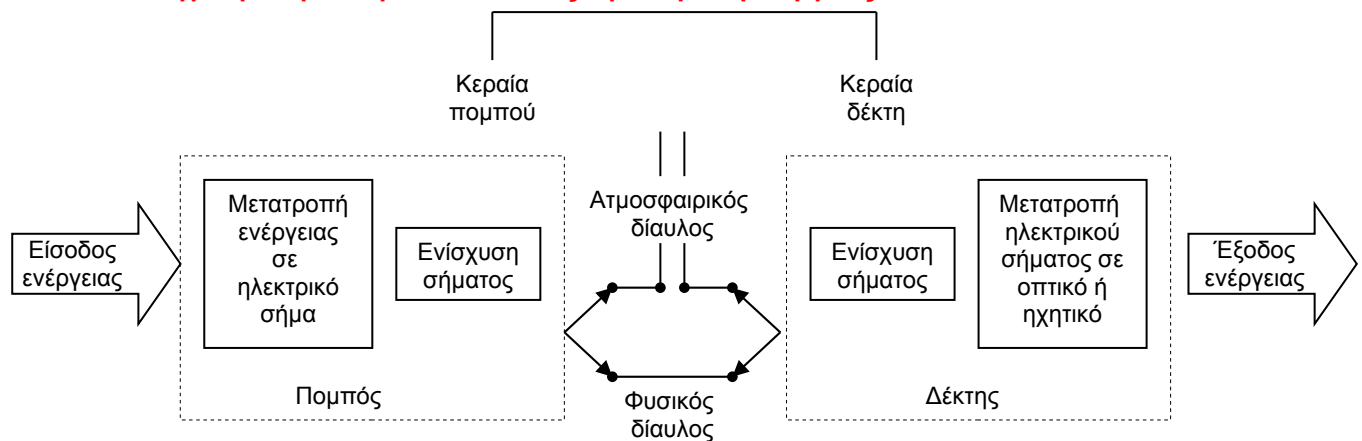 Κεραία
πομπού
Κεραία
δέκτη
Είσοδος
ενέργειας
Μετατροπή
ενέργειας
σε
ηλεκτρικό
σήμα
Ενίσχυση
σήματος
Πομπός
Ατμοσφαιρικός
δίαυλος
Φυσικός
δίαυλος
Ενίσχυση
σήματος
Μετατροπή
ηλεκτρικού
σήματος σε
οπτικό ή
ηχητικό
Δέκτης
Έξοδος
ενέργειας